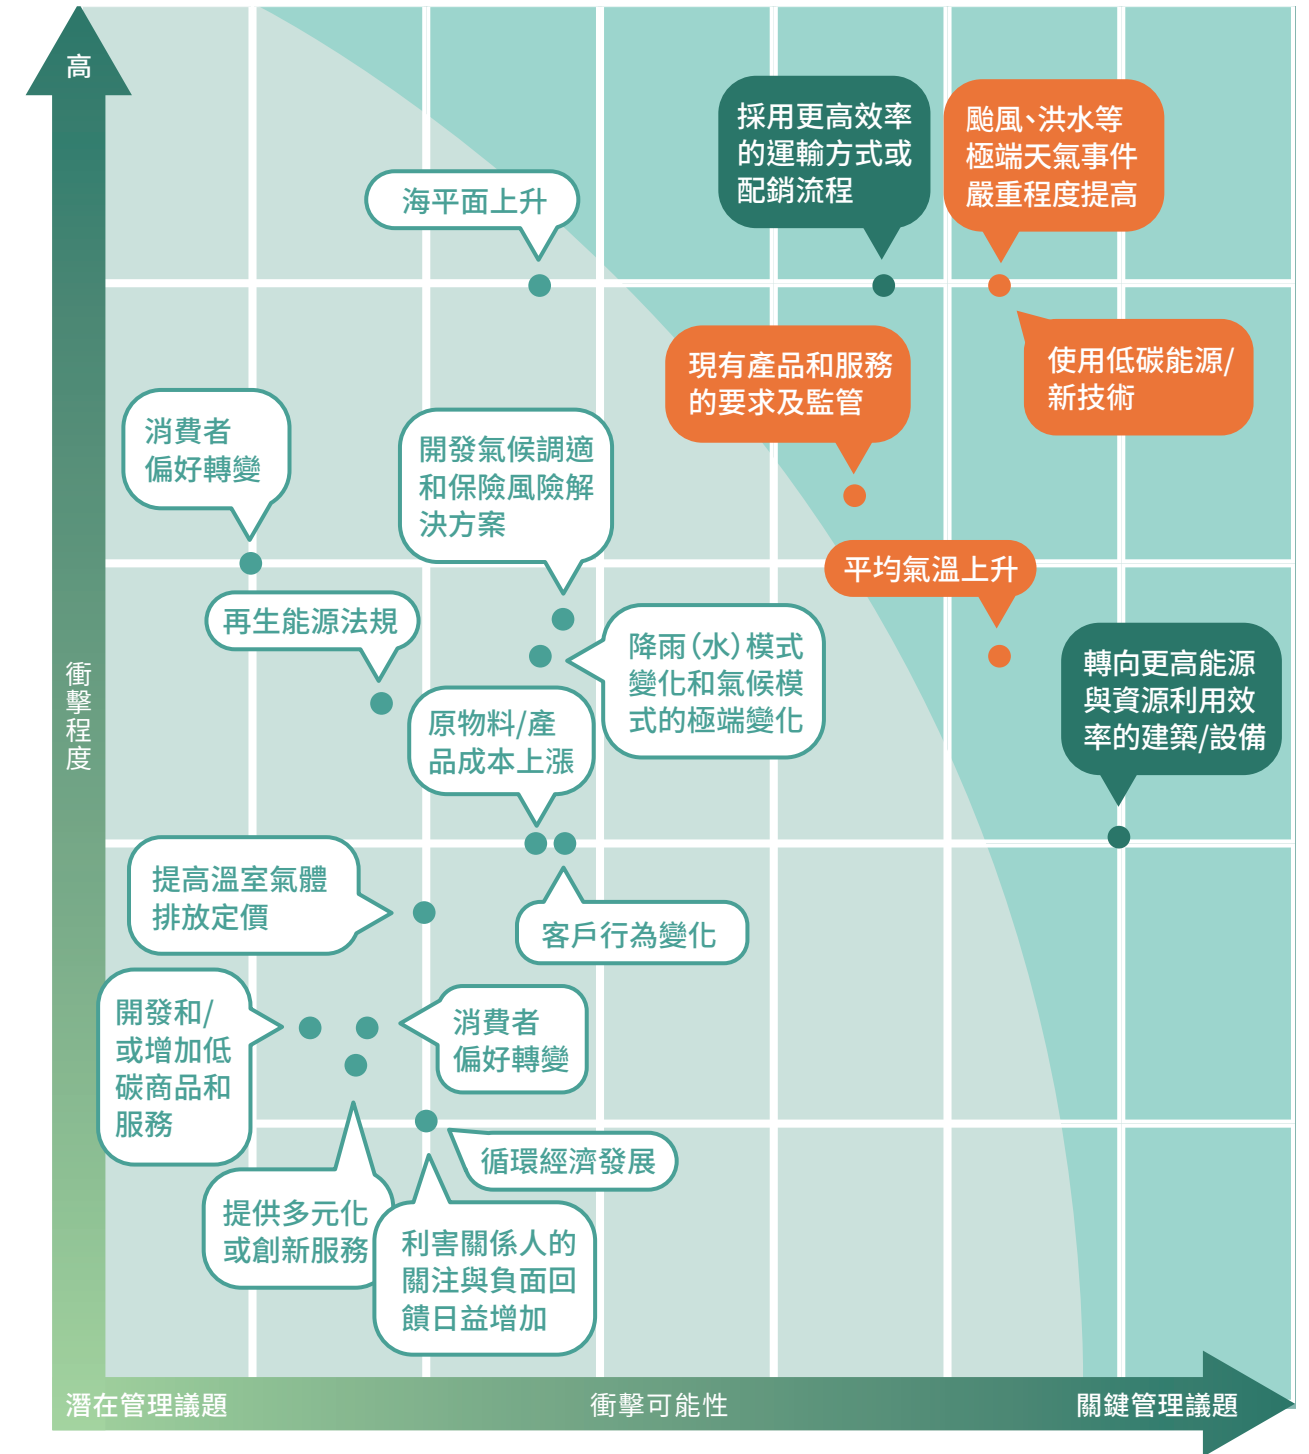 高
採用更高效率
的運輸方式或
配銷流程
颱風、洪水等
極端天氣事件
嚴重程度提高
海平面上升
現有產品和服務
的要求及監管
使用低碳能源/
新技術
消費者
偏好轉變
開發氣候調適
和保險風險解
決方案
平均氣溫上升
再生能源法規
降雨(水)模式
變化和氣候模
式的極端變化
轉向更高能源
與資源利用效
率的建築/設備
衝擊程度
原物料/產
品成本上漲
提高溫室氣體
排放定價
客戶行為變化
開發和/
或增加低
碳商品和
服務
消費者
偏好轉變
循環經濟發展
提供多元化
或創新服務
利害關係人的
關注與負面回
饋日益增加
潛在管理議題
衝擊可能性
關鍵管理議題